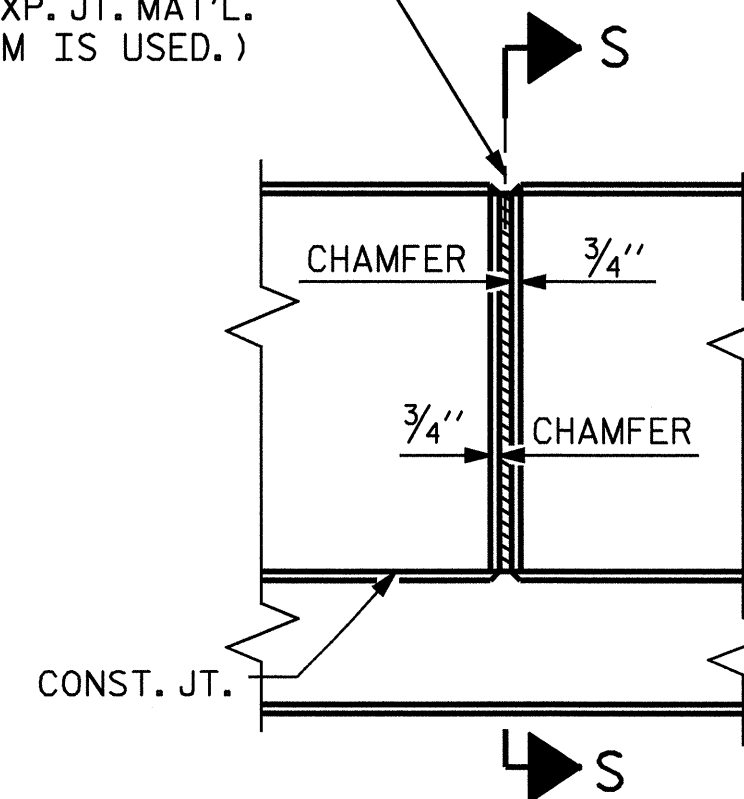 XP. JT. MAT'L.
M IS USED.)
S
CHAMFER 3/4"
3/4" CHAMFER
CONST. JT.
S